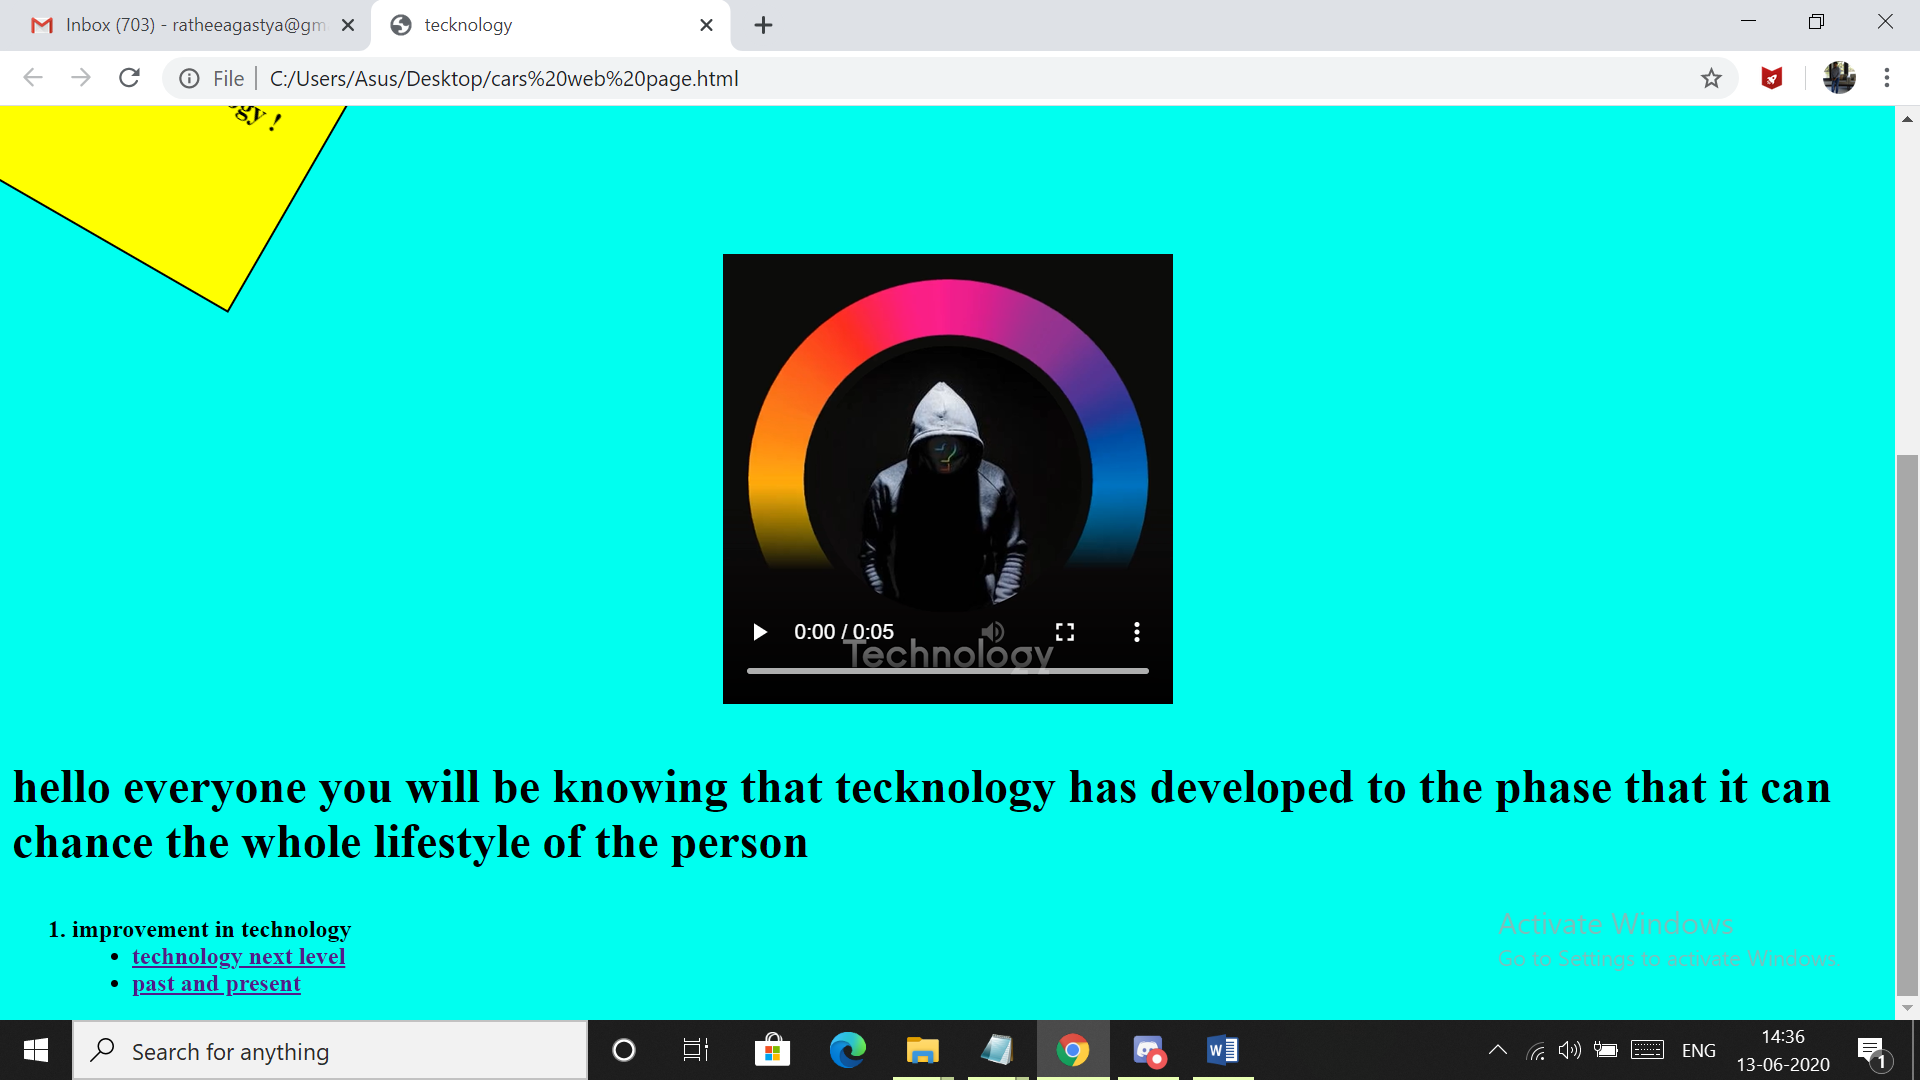 Inbox (703) - ratheeagastya@gm
tecknology
File
C:/Users/Asus/Desktop/cars%20web%20page.html
gy !
0:00 / 0:05
Technology
hello everyone you will be knowing that tecknology has developed to the phase that it can
chance the whole lifestyle of the person
1. improvement in technology
• technology next level
• past and present
Activate Windows
Go to Settings to activate Windows.
Search for anything
ENG
14:36
13-06-2020
1